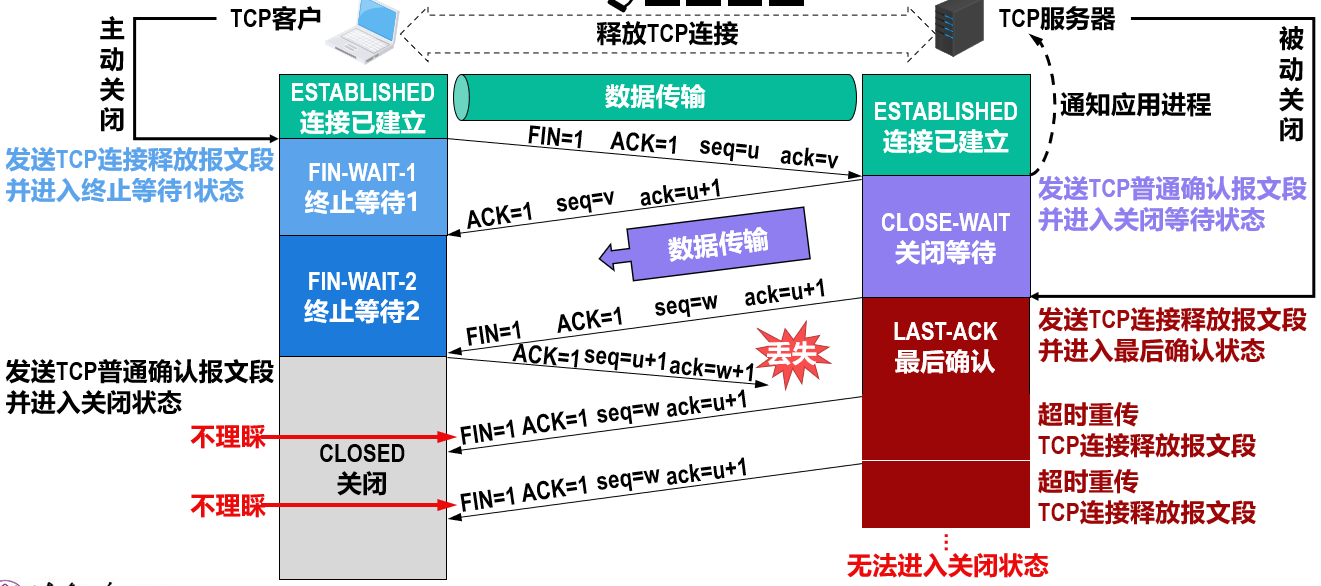 TCP客户
TCP服务器
释放TCP连接
主动关闭
被动关闭
ESTABLISHED
连接已建立
数据传输
ESTABLISHED
连接已建立
通知应用进程
FIN=1 ACK=1 seq=u ack=v
发送TCP连接释放报文段
并进入终止等待1状态
FIN-WAIT-1
终止等待1
ACK=1 seq=v ack=u+1
CLOSE-WAIT
关闭等待
发送TCP普通确认报文段
并进入关闭等待状态
数据传输
FIN-WAIT-2
终止等待2
FIN=1 ACK=1 seq=w ack=u+1
LAST-ACK
最后确认
发送TCP连接释放报文段
并进入最后确认状态
ACK=1 seq=u+1 ack=w+1
丢失
发送TCP普通确认报文段
并进入关闭状态
不理睬
FIN=1 ACK=1 seq=w ack=u+1
超时重传
TCP连接释放报文段
CLOSED
关闭
不理睬
FIN=1 ACK=1 seq=w ack=u+1
超时重传
TCP连接释放报文段
无法进入关闭状态